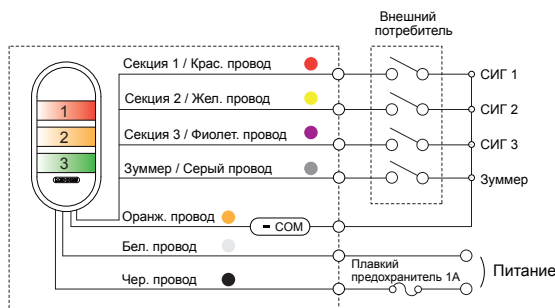 Внешний
потребитель
Секция 1 / Крас. провод
СИГ 1
1
Секция 2 / Жел. провод
СИГ 2
2
Секция 3 / Фиолет. провод
СИГ 3
3
Зуммер / Серый провод
Зуммер
Оранж. провод
- COM
Бел. провод
Плавкий
предохранитель 1А
Питание
Чер. провод